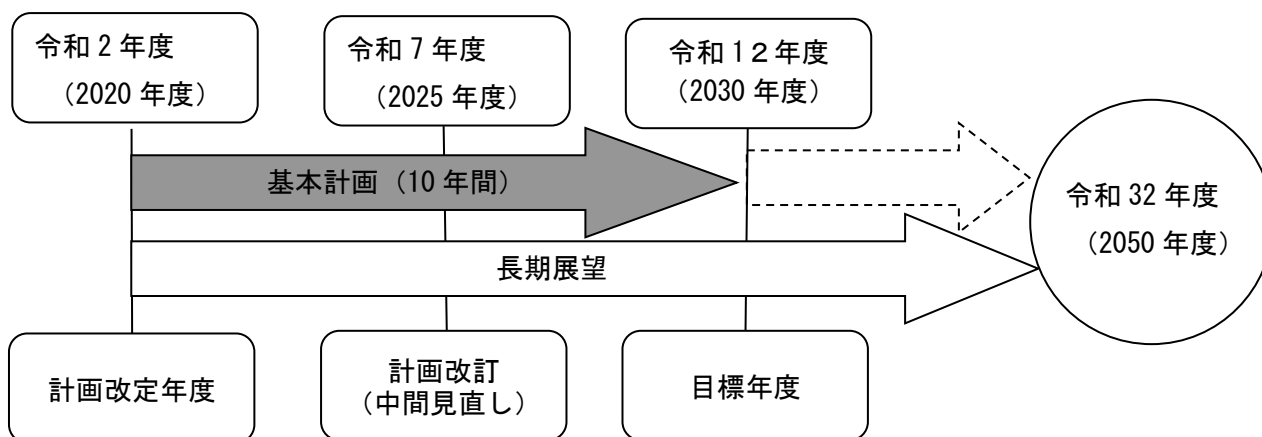 令和 2 年度
（2020 年度）
令和 7 年度
（2025 年度）
令和 1２年度
（2030 年度）
基本計画（10 年間）
令和 32 年度
（2050 年度）
長期展望
計画改定年度
計画改訂
（中間見直し）
目標年度